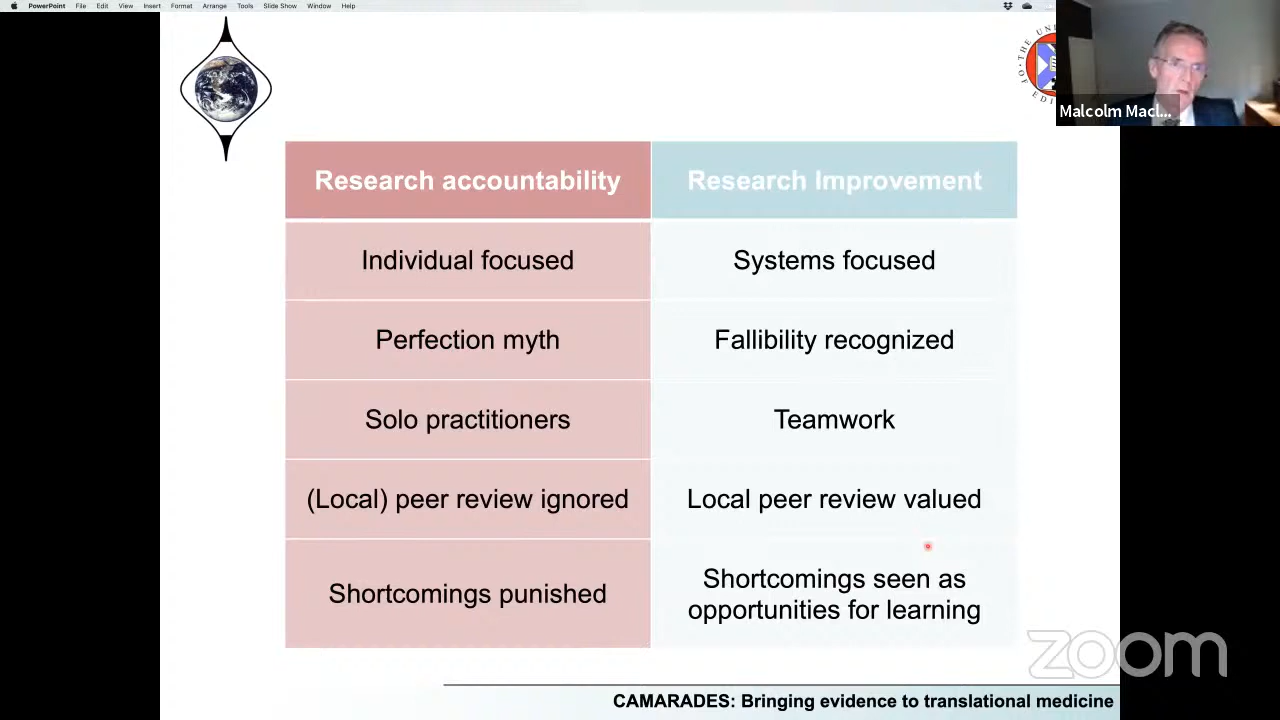 PowerPoint File Edit View Insert Format Arrange Tools Slide Show Window Help
Malcolm Macl...
Research accountability Research Improvement
Individual focused Systems focused
Perfection myth Fallibility recognized
Solo practitioners Teamwork
(Local) peer review ignored Local peer review valued
Shortcomings punished Shortcomings seen as
opportunities for learning
zoom
CAMARADES: Bringing evidence to translational medicine